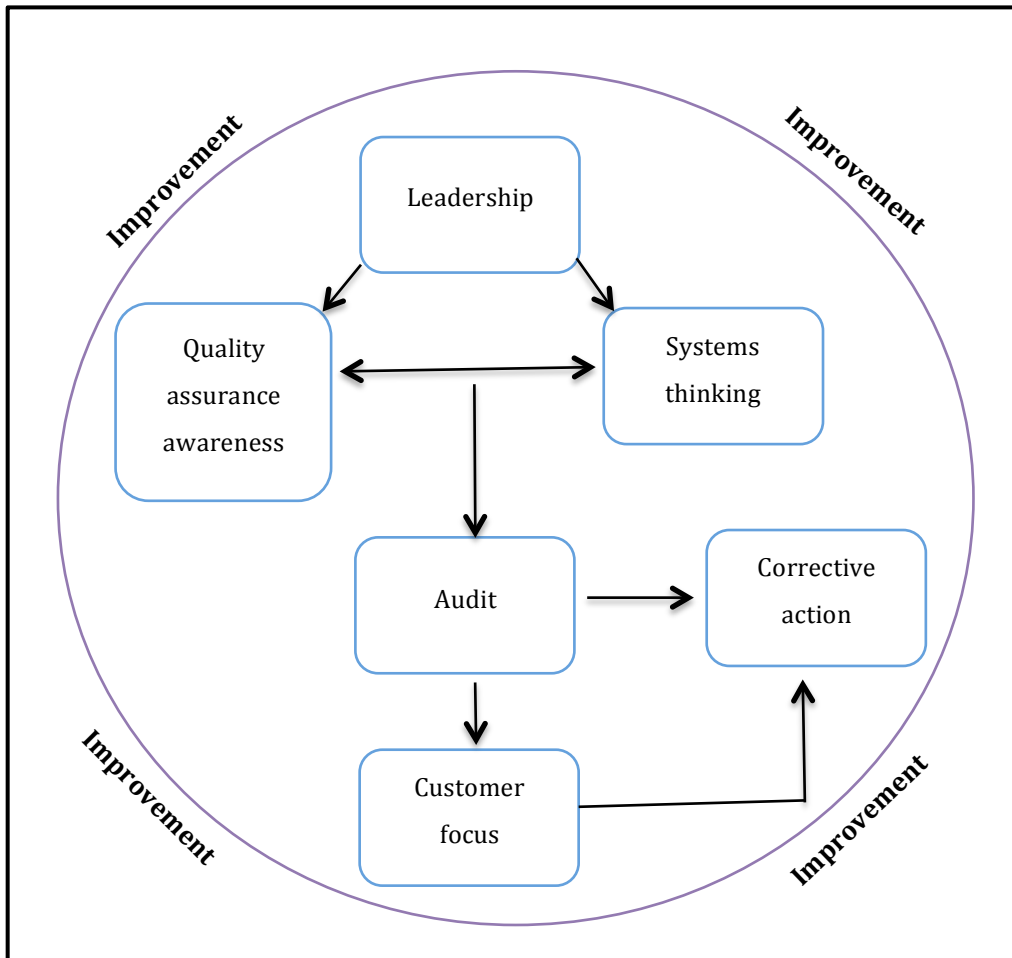 Improvement
Improvement
Leadership
Quality
assurance
awareness
Systems
thinking
Audit
Corrective
action
Customer
focus
Improvement
Improvement